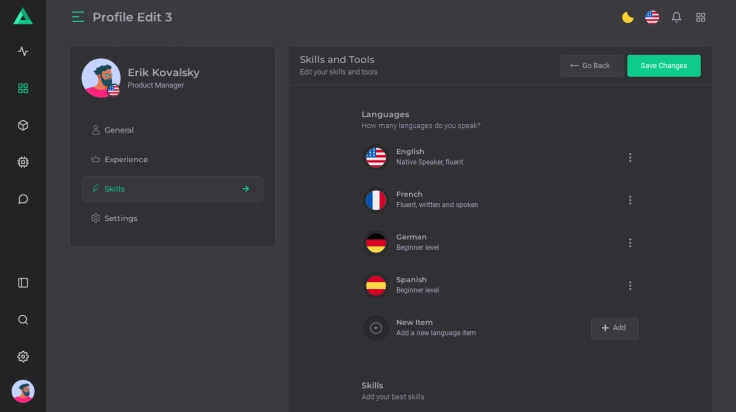 Profile Edit 3
Erik Kovalsky
Product Manager
General
Experience
Skills
Settings
Skills and Tools
Edit your skills and tools
Go Back
Save Changes
Languages
How many languages do you speak?
English
Native Speaker, fluent
French
Fluent, written and spoken
German
Beginner level
Spanish
Beginner level
New Item
Add a new language item
Add
Skills
Add your best skills